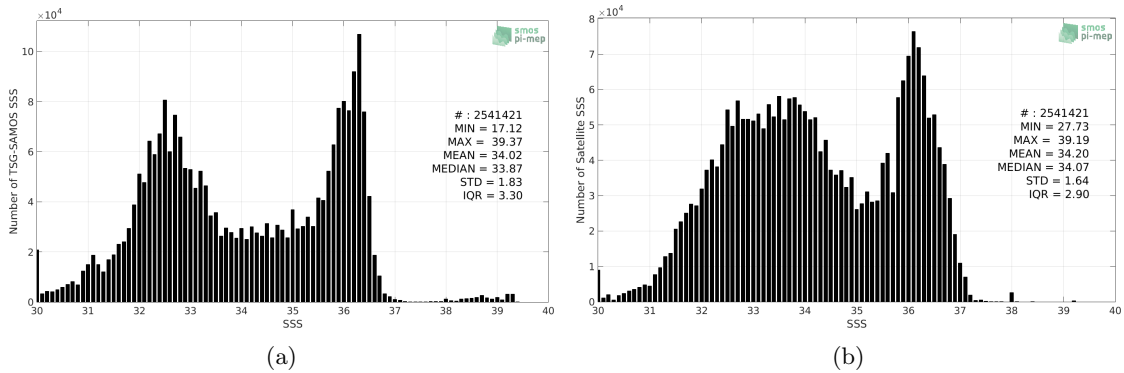 ×10⁴
10
8
6
4
2
0
30 31 32 33 34 35 36 37 38 39 40
SSS
Number of TSG-SAMOS SSS
smos
pi-mep
# : 2541421
MIN = 17.12
MAX = 39.37
MEAN = 34.02
MEDIAN = 33.87
STD = 1.83
IQR = 3.30
(a)
×10⁴
8
7
6
5
4
3
2
1
0
30 31 32 33 34 35 36 37 38 39 40
SSS
Number of Satellite SSS
smos
pi-mep
# : 2541421
MIN = 27.73
MAX = 39.19
MEAN = 34.20
MEDIAN = 34.07
STD = 1.64
IQR = 2.90
(b)